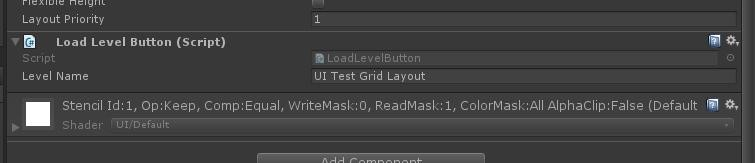 Flexible Height
Layout Priority 1
Load Level Button (Script)
Script LoadLevelButton
Level Name UI Test Grid Layout
Stencil Id:1, Op:Keep, Comp:Equal, WriteMask:0, ReadMask:1, ColorMask:All AlphaClip:False (Default
Shader UI/Default
Add Component